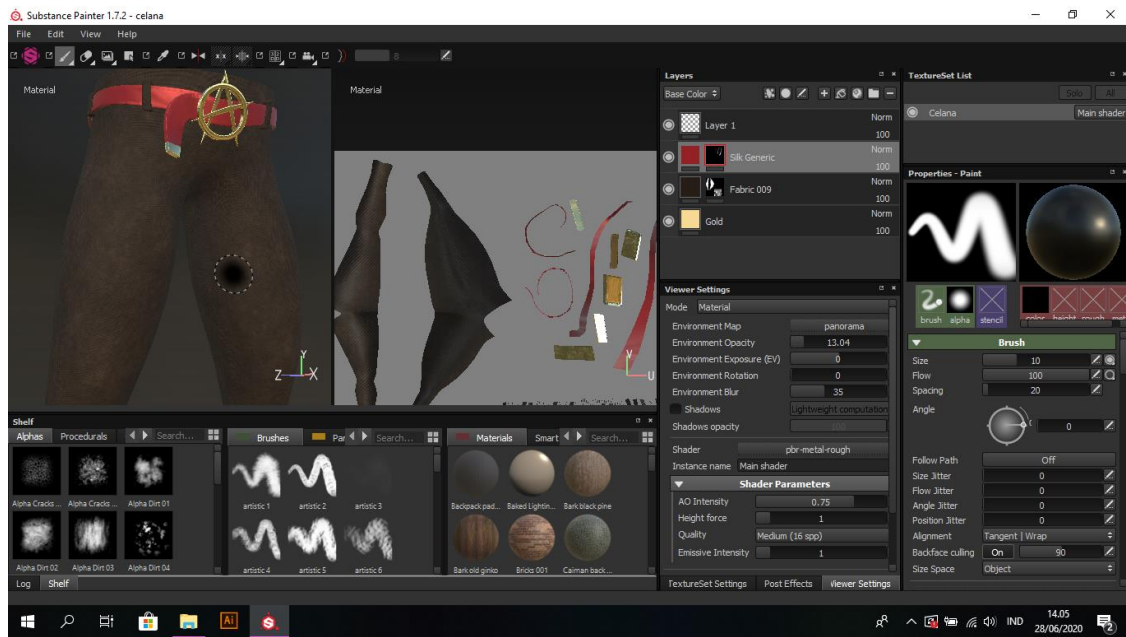 Substance Painter 1.7.2 - celana
File Edit View Help
8
Material
Material
Z X Y
V U
Layers
Base Color
Layer 1 Norm 100
Silk Generic Norm 100
Fabric 009 Norm 100
Gold Norm 100
Viewer Settings
Mode Material
Environment Map panorama
Environment Opacity 13.04
Environment Exposure (EV) 0
Environment Rotation 0
Environment Blur 35
Shadows Lightweight computation
Shadows opacity 100
Shader pbr-metal-rough
Instance name Main shader
Shader Parameters
AO Intensity 0.75
Height force 1
Quality Medium (16 spp)
Emissive Intensity 1
TextureSet Settings Post Effects Viewer Settings
TextureSet List
Solo All
Celana Main shader
Properties - Paint
brush alpha stencil color height rough met
Brush
Size 10
Flow 100
Spacing 20
Angle 0
Follow Path Off
Size Jitter 0
Flow Jitter 0
Angle Jitter 0
Position Jitter 0
Alignment Tangent | Wrap
Backface culling On 90
Size Space Object
Shelf
Alphas Procedurals Search...
Brushes Par Search...
Materials Smart Search...
Alpha Cracks ... Alpha Cracks ... Alpha Dirt 01
Alpha Dirt 02 Alpha Dirt 03 Alpha Dirt 04
artistic 1 artistic 2 artistic 3
artistic 4 artistic 5 artistic 6
Backpack pad... Baked Lightin... Bark black pine
Bark old ginko Bricks 001 Caiman back ...
Log Shelf
Ai
IND
14.05
28/06/2020
2